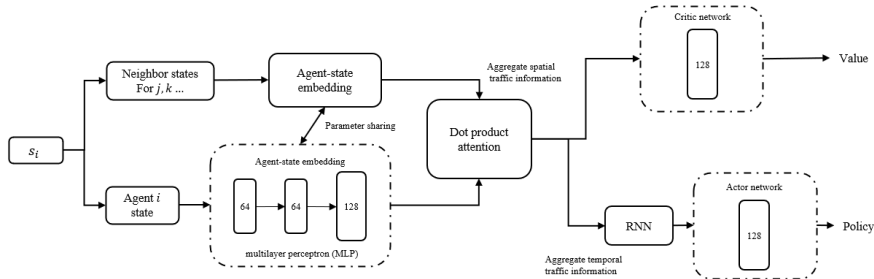 s_i
Neighbor states
For j, k ...
Agent i
state
Agent-state
embedding
Parameter sharing
Agent-state embedding
64
64
128
multilayer perceptron (MLP)
Aggregate spatial
traffic information
Dot product
attention
Critic network
128
Value
Aggregate temporal
traffic information
RNN
Actor network
128
Policy